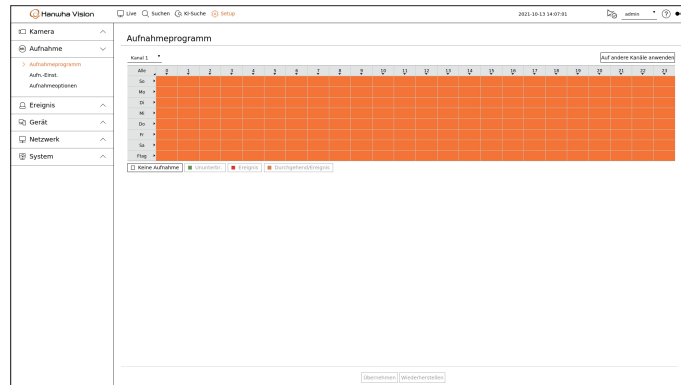 Hanwha Vision
Live Suchen KI-Suche Setup
2021-10-13 14:07:01
admin
?
Kamera
Aufnahme
Aufnahmeprogramm
Aufn.-Einst.
Aufnahmeoptionen
Ereignis
Gerät
Netzwerk
System
Aufnahmeprogramm
Kanal 1
Auf andere Kanäle anwenden
Alle 0 1 2 3 4 5 6 7 8 9 10 11 12 13 14 15 16 17 18 19 20 21 22 23
So
Mo
Di
Mi
Do
Fr
Sa
Ftag
Keine Aufnahme Ununterbr. Ereignis Durchgehend/Ereignis
Übernehmen Wiederherstellen